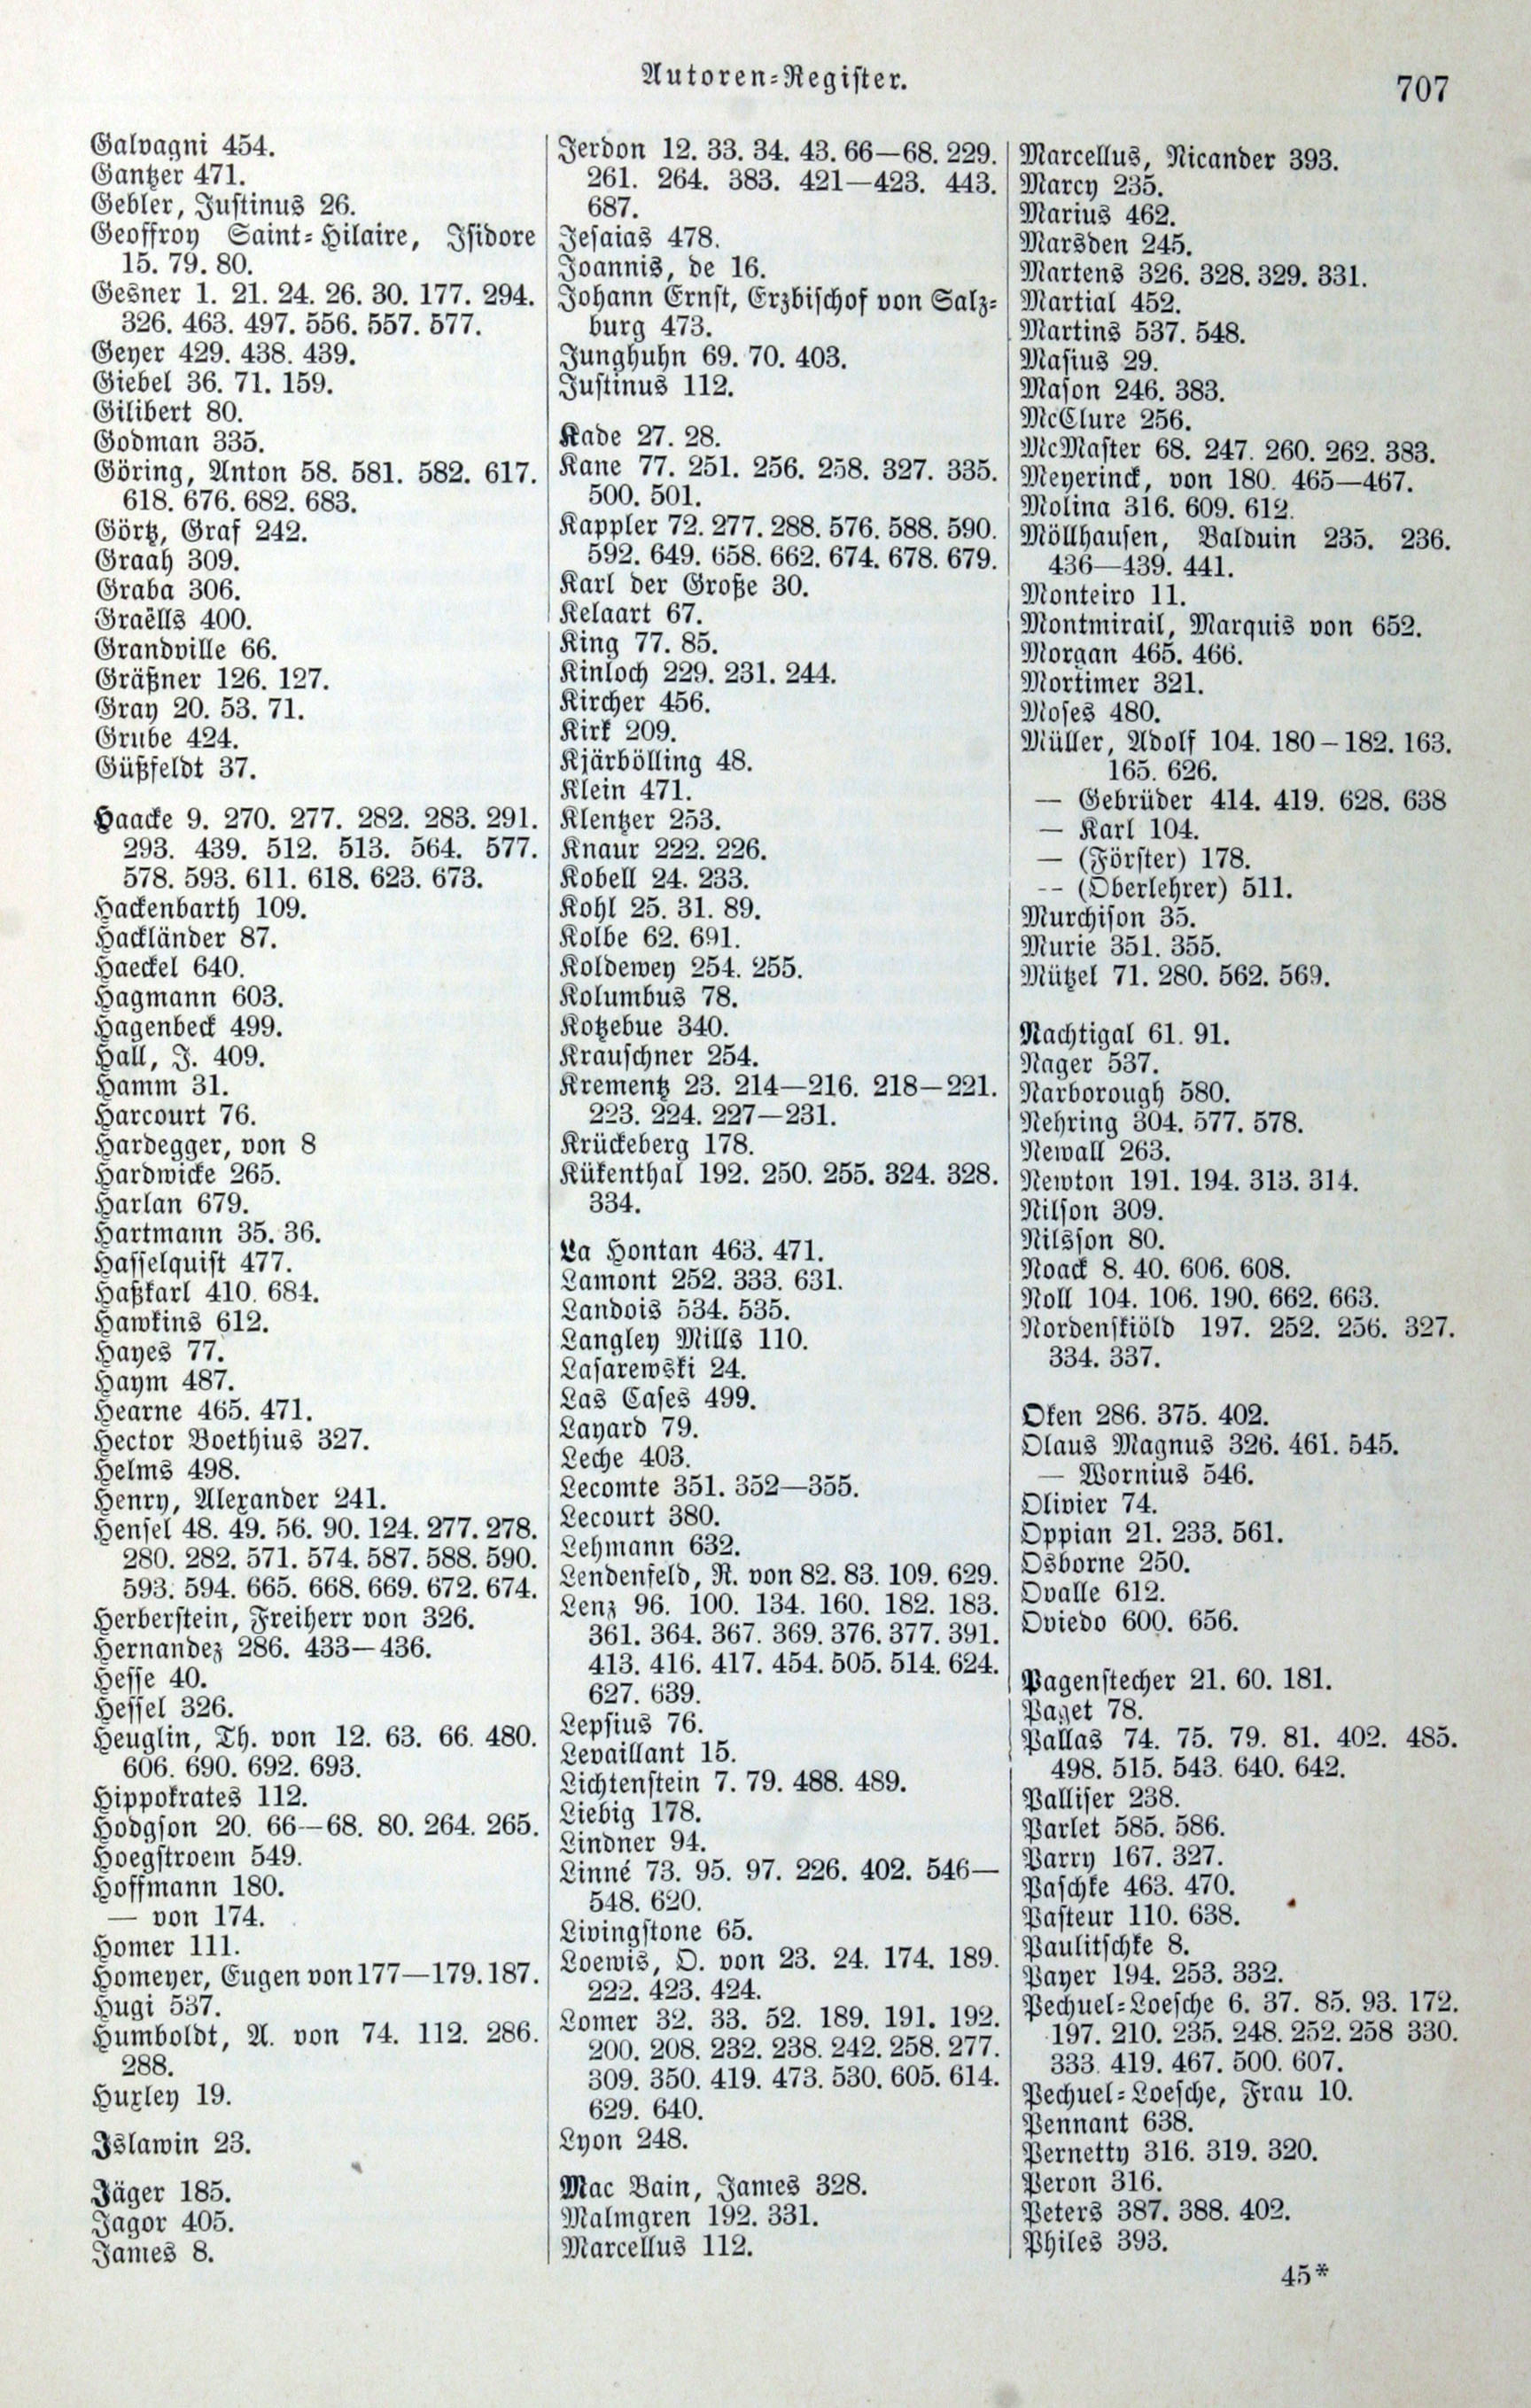 Autoren-Register.
707
Galvagni 454.
Gantzer 471.
Gebler, Justinus 26.
Geoffroy Saint-Hilaire, Isidore
15. 79. 80.
Gesner 1. 21. 24. 26. 30. 177. 294.
326. 463. 497. 556. 557. 577.
Geyer 429. 438. 439.
Giebel 36. 71. 159.
Gilibert 80.
Godman 335.
Göring, Anton 58. 581. 582. 617.
618. 676. 682. 683.
Görtz, Graf 242.
Graah 309.
Graba 306.
Graëlls 400.
Grandville 66.
Gräßner 126. 127.
Gray 20. 53. 71.
Grube 424.
Güßfeldt 37.
Haacke 9. 270. 277. 282. 283. 291.
293. 439. 512. 513. 564. 577.
578. 593. 611. 618. 623. 673.
Hackenbarth 109.
Hackländer 87.
Haeckel 640.
Hagmann 603.
Hagenbeck 499.
Hall, J. 409.
Hamm 31.
Harcourt 76.
Hardegger, von 8
Hardwicke 265.
Harlan 679.
Hartmann 35. 36.
Hasselquist 477.
Haßkarl 410. 684.
Hawkins 612.
Hayes 77.
Haym 487.
Hearne 465. 471.
Hector Boethius 327.
Helms 498.
Henry, Alexander 241.
Hensel 48. 49. 56. 90. 124. 277. 278.
280. 282. 571. 574. 587. 588. 590.
593. 594. 665. 668. 669. 672. 674.
Herberstein, Freiherr von 326.
Hernandez 286. 433—436.
Hesse 40.
Hessel 326.
Heuglin, Th. von 12. 63. 66. 480.
606. 690. 692. 693.
Hippokrates 112.
Hodgson 20. 66—68. 80. 264. 265.
Hoegstroem 549.
Hoffmann 180.
— von 174.
Homer 111.
Homeyer, Eugen von 177—179. 187.
Hugi 537.
Humboldt, A. von 74. 112. 286.
288.
Huxley 19.
Islawin 23.
Jäger 185.
Jagor 405.
James 8.
Jerdon 12. 33. 34. 43. 66—68. 229.
261. 264. 383. 421—423. 443.
687.
Jesaias 478.
Joannis, de 16.
Johann Ernst, Erzbischof von Salz-
burg 473.
Junghuhn 69. 70. 403.
Justinus 112.
Kade 27. 28.
Kane 77. 251. 256. 258. 327. 335.
500. 501.
Kappler 72. 277. 288. 576. 588. 590.
592. 649. 658. 662. 674. 678. 679.
Karl der Große 30.
Kelaart 67.
King 77. 85.
Kinloch 229. 231. 244.
Kircher 456.
Kirk 209.
Kjärbölling 48.
Klein 471.
Klentzer 253.
Knaur 222. 226.
Kobell 24. 233.
Kohl 25. 31. 89.
Kolbe 62. 691.
Koldewey 254. 255.
Kolumbus 78.
Kotzebue 340.
Krauschner 254.
Krementz 23. 214—216. 218—221.
223. 224. 227—231.
Krückeberg 178.
Kükenthal 192. 250. 255. 324. 328.
334.
La Hontan 463. 471.
Lamont 252. 333. 631.
Landois 534. 535.
Langley Mills 110.
Lasarewski 24.
Las Cases 499.
Layard 79.
Leche 403.
Lecomte 351. 352—355.
Lecourt 380.
Lehmann 632.
Lendenfeld, R. von 82. 83. 109. 629.
Lenz 96. 100. 134. 160. 182. 183.
361. 364. 367. 369. 376. 377. 391.
413. 416. 417. 454. 505. 514. 624.
627. 639.
Lepsius 76.
Levaillant 15.
Lichtenstein 7. 79. 488. 489.
Liebig 178.
Lindner 94.
Linné 73. 95. 97. 226. 402. 546—
548. 620.
Livingstone 65.
Loewis, O. von 23. 24. 174. 189.
222. 423. 424.
Lomer 32. 33. 52. 189. 191. 192.
200. 208. 232. 238. 242. 258. 277.
309. 350. 419. 473. 530. 605. 614.
629. 640.
Lyon 248.
Mac Bain, James 328.
Malmgren 192. 331.
Marcellus 112.
Marcellus, Nicander 393.
Marcy 235.
Marius 462.
Marsden 245.
Martens 326. 328. 329. 331.
Martial 452.
Martins 537. 548.
Masius 29.
Mason 246. 383.
McClure 256.
McMaster 68. 247. 260. 262. 383.
Meyerinck, von 180. 465—467.
Molina 316. 609. 612.
Möllhausen, Balduin 235. 236.
436—439. 441.
Monteiro 11.
Montmirail, Marquis von 652.
Morgan 465. 466.
Mortimer 321.
Moses 480.
Müller, Adolf 104. 180—182. 163.
165. 626.
— Gebrüder 414. 419. 628. 638
— Karl 104.
— (Förster) 178.
— (Oberlehrer) 511.
Murchison 35.
Murie 351. 355.
Mützel 71. 280. 562. 569.
Nachtigal 61. 91.
Nager 537.
Narborough 580.
Nehring 304. 577. 578.
Newall 263.
Newton 191. 194. 313. 314.
Nilson 309.
Nilsson 80.
Noack 8. 40. 606. 608.
Noll 104. 106. 190. 662. 663.
Nordenskiöld 197. 252. 256. 327.
334. 337.
Oken 286. 375. 402.
Olaus Magnus 326. 461. 545.
— Wornius 546.
Olivier 74.
Oppian 21. 233. 561.
Osborne 250.
Ovalle 612.
Oviedo 600. 656.
Pagenstecher 21. 60. 181.
Paget 78.
Pallas 74. 75. 79. 81. 402. 485.
498. 515. 543. 640. 642.
Palliser 238.
Parlet 585. 586.
Parry 167. 327.
Paschke 463. 470.
Pasteur 110. 638.
Paulitschke 8.
Payer 194. 253. 332.
Pechuel-Loesche 6. 37. 85. 93. 172.
197. 210. 235. 248. 252. 258 330.
333. 419. 467. 500. 607.
Pechuel-Loesche, Frau 10.
Pennant 638.
Pernetty 316. 319. 320.
Peron 316.
Peters 387. 388. 402.
Philes 393.
45*